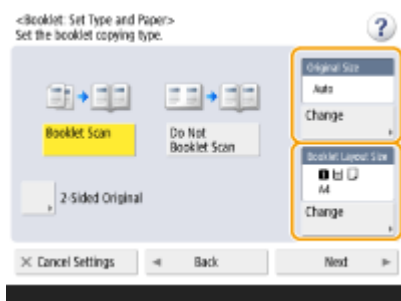 <Booklet: Set Type and Paper>
Set the booklet copying type.
?
Original Size
Auto
Change
Booklet Scan
Do Not
Booklet Scan
Booklet Layout Size
1
A4
Change
2-Sided Original
Cancel Settings
Back
Next